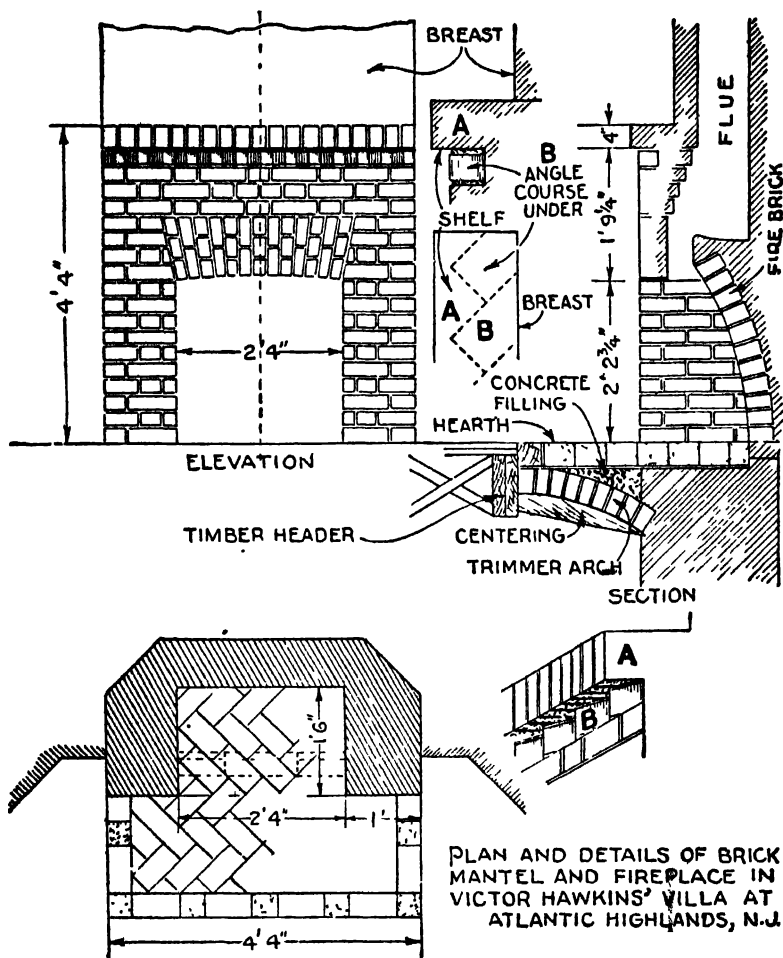 BREAST
A
4"
FLUE
B
ANGLE
COURSE
UNDER
SHELF
1' 9¼"
FIRE BRICK
4' 4"
A
B
BREAST
2'4"
2" 2¾"
CONCRETE
FILLING
HEARTH
ELEVATION
TIMBER HEADER
CENTERING
TRIMMER ARCH
SECTION
A
B
1'6"
2'4"
1'
4'4"
PLAN AND DETAILS OF BRICK
MANTEL AND FIREPLACE IN
VICTOR HAWKINS' VILLA AT
ATLANTIC HIGHLANDS, N.J.